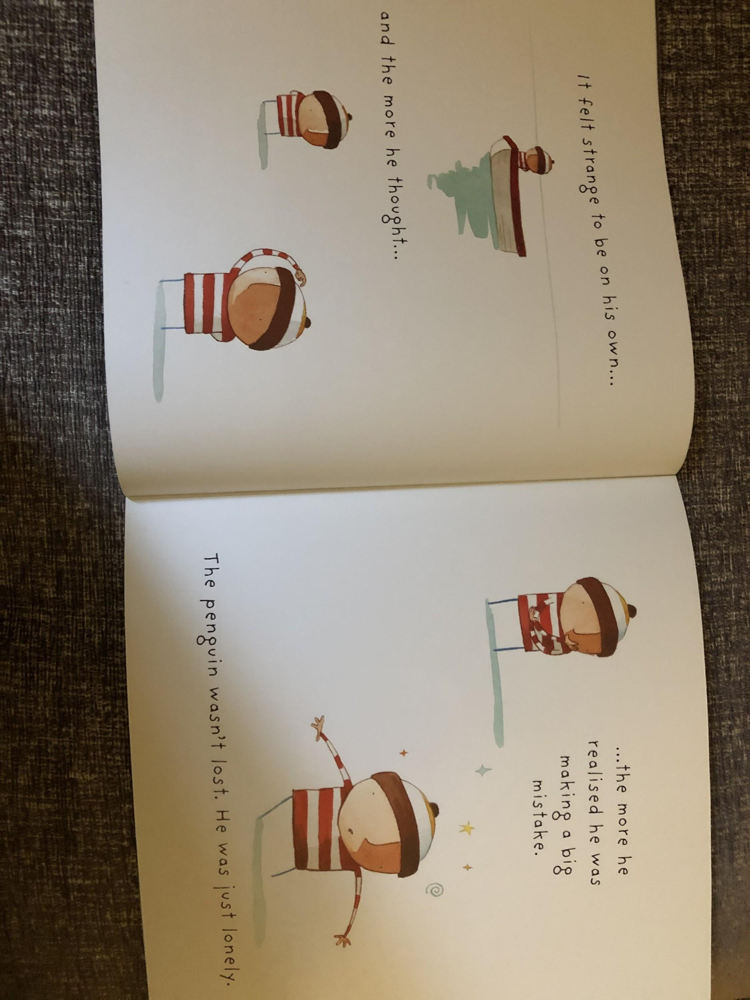 It felt strange to be on his own...
and the more he thought...
...the more he
realised he was
making a big
mistake.
The penguin wasn't lost. He was just lonely.